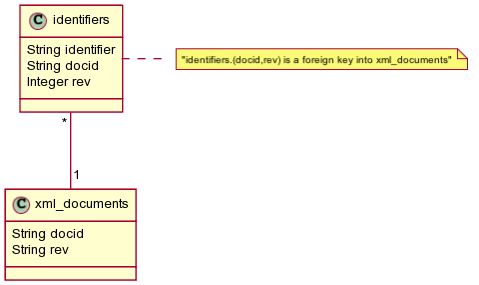 C identifiers
String identifier
String docid
Integer rev
"identifiers.(docid,rev) is a foreign key into xml_documents"
*
1
C xml_documents
String docid
String rev